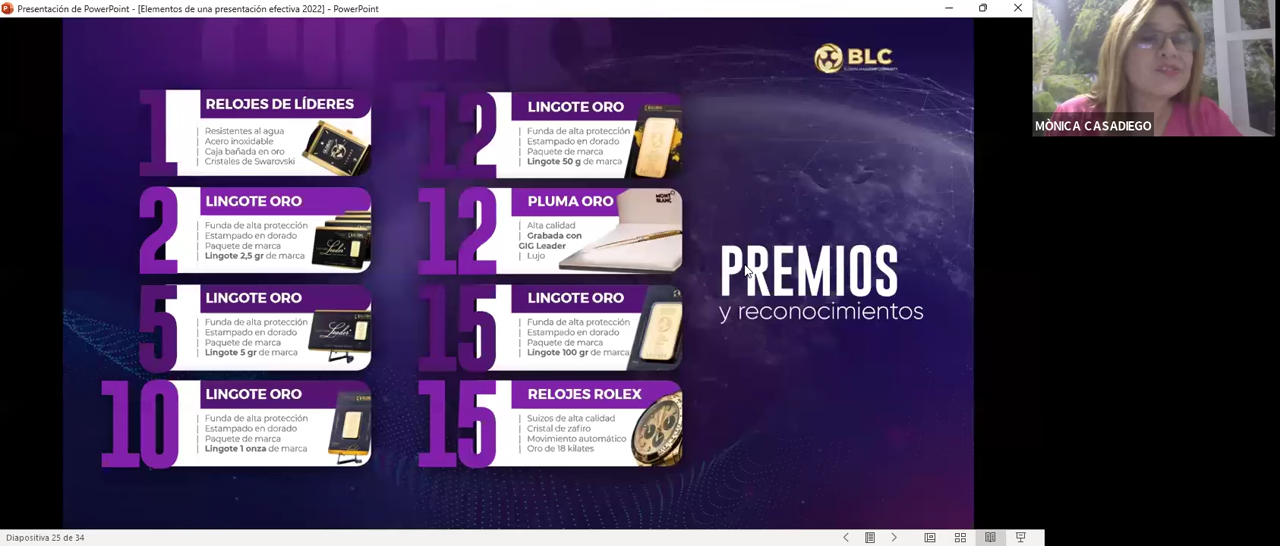 Presentación de PowerPoint - [Elementos de una presentación efectiva 2022] - PowerPoint
BLC
MÒNICA CASADIEGO
1
RELOJES DE LÍDERES
Resistentes al agua
Acero inoxidable
Caja bañada en oro
Cristales de Swarovski
2
LINGOTE ORO
Funda de alta protección
Estampado en dorado
Paquete de marca
Lingote 2,5 gr de marca
Leader
5
LINGOTE ORO
Funda de alta protección
Estampado en dorado
Paquete de marca
Lingote 5 gr de marca
Leader
10
LINGOTE ORO
Funda de alta protección
Estampado en dorado
Paquete de marca
Lingote 1 onza de marca
12
LINGOTE ORO
Funda de alta protección
Estampado en dorado
Paquete de marca
Lingote 50 g de marca
12
PLUMA ORO
Alta calidad
Grabada con
GIG Leader
Lujo
MONT
BLANC
15
LINGOTE ORO
Funda de alta protección
Estampado en dorado
Paquete de marca
Lingote 100 gr de marca
15
RELOJES ROLEX
Suizos de alta calidad
Cristal de zafiro
Movimiento automático
Oro de 18 kilates
PREMIOS
y reconocimientos
Diapositiva 25 de 34